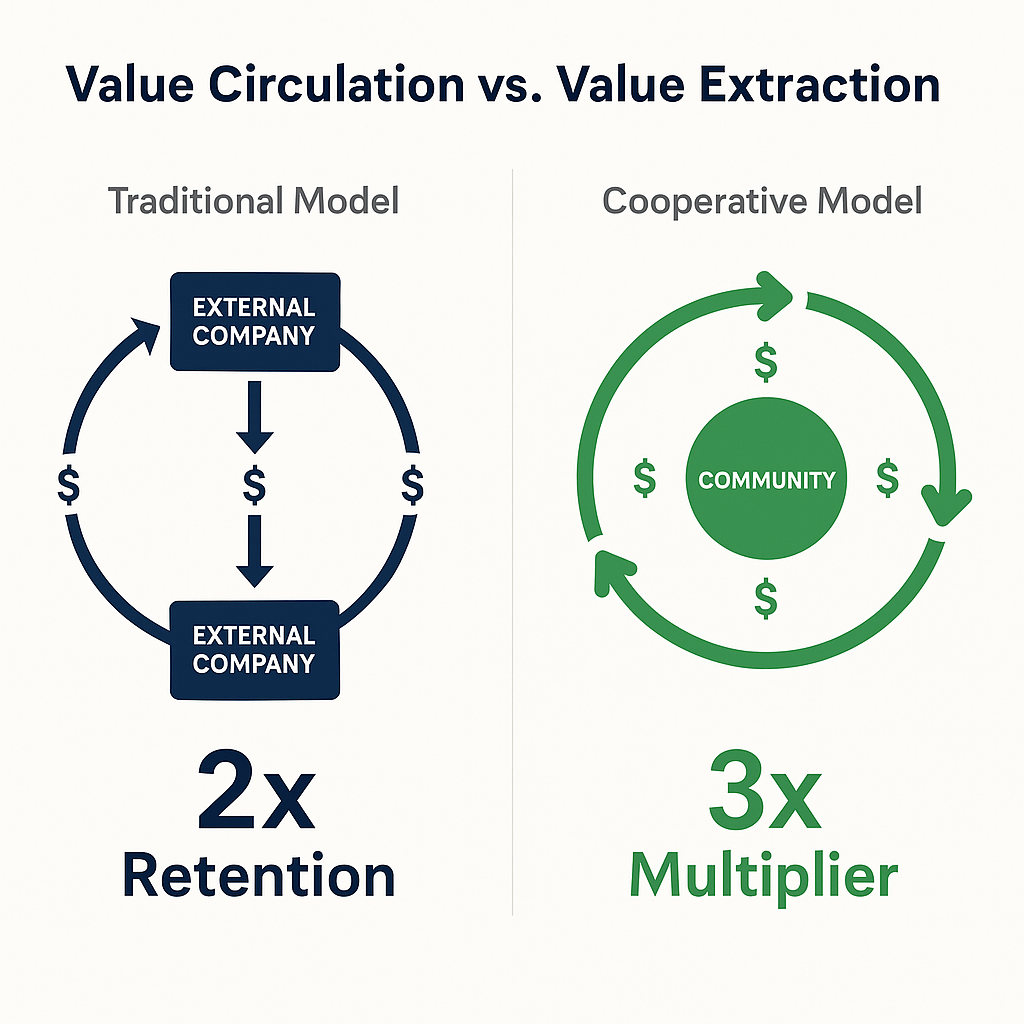 Value Circulation vs. Value Extraction
Traditional Model
EXTERNAL
COMPANY
$
$
$
EXTERNAL
COMPANY
2x
Retention
Cooperative Model
$
$
COMMUNITY
$
$
3x
Multiplier